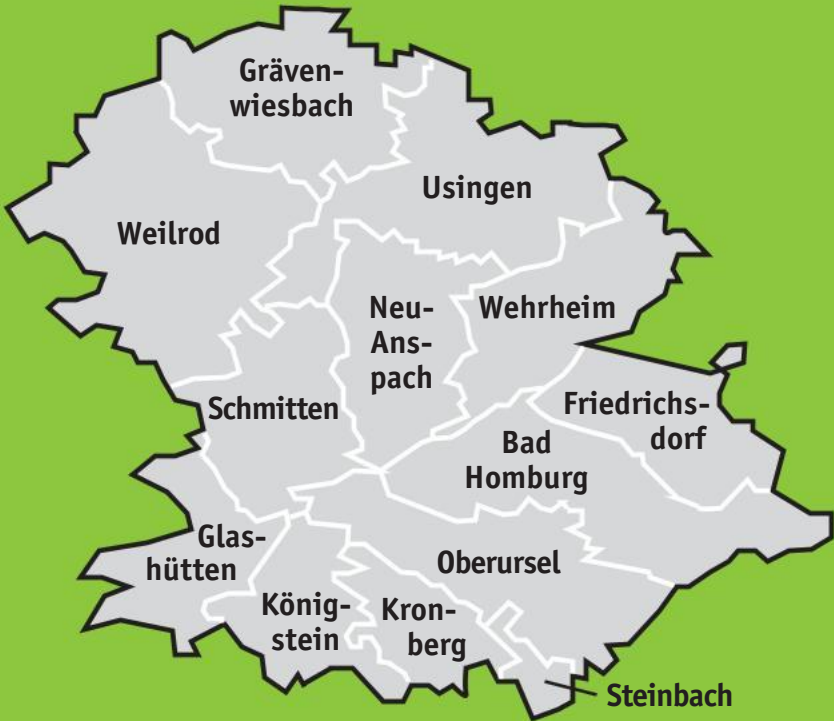 Gräven-
wiesbach
Usingen
Weilrod
Neu-
Ans-
pach
Wehrheim
Schmitten
Friedrichs-
dorf
Bad
Homburg
Glas-
hütten
Oberursel
König-
stein
Kron-
berg
Steinbach